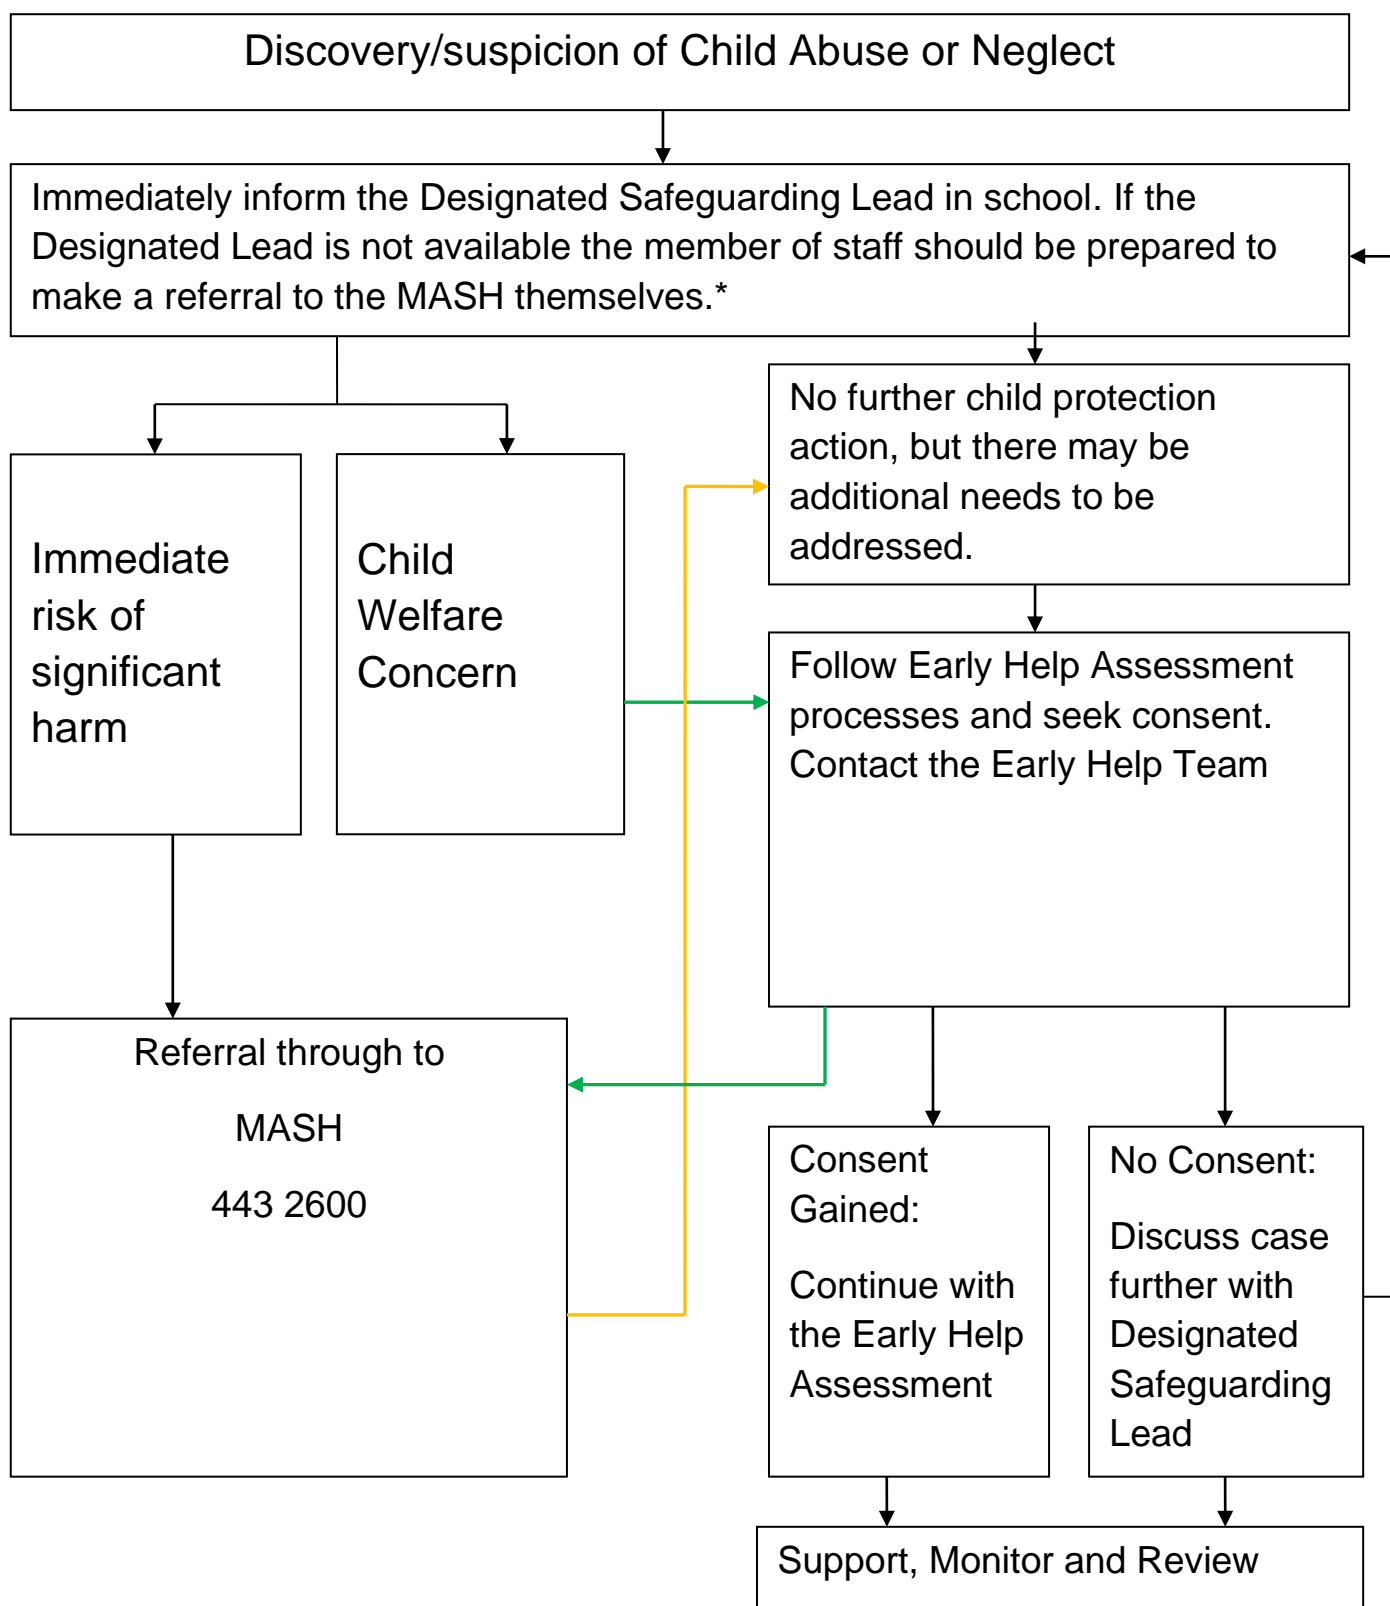 Discovery/suspicion of Child Abuse or Neglect
Immediately inform the Designated Safeguarding Lead in school. If the
Designated Lead is not available the member of staff should be prepared to
make a referral to the MASH themselves.*
No further child protection
action, but there may be
additional needs to be
addressed.
Immediate
risk of
significant
harm
Child
Welfare
Concern
Follow Early Help Assessment
processes and seek consent.
Contact the Early Help Team
Referral through to
MASH
443 2600
Consent
Gained:
Continue with
the Early Help
Assessment
No Consent:
Discuss case
further with
Designated
Safeguarding
Lead
Support, Monitor and Review